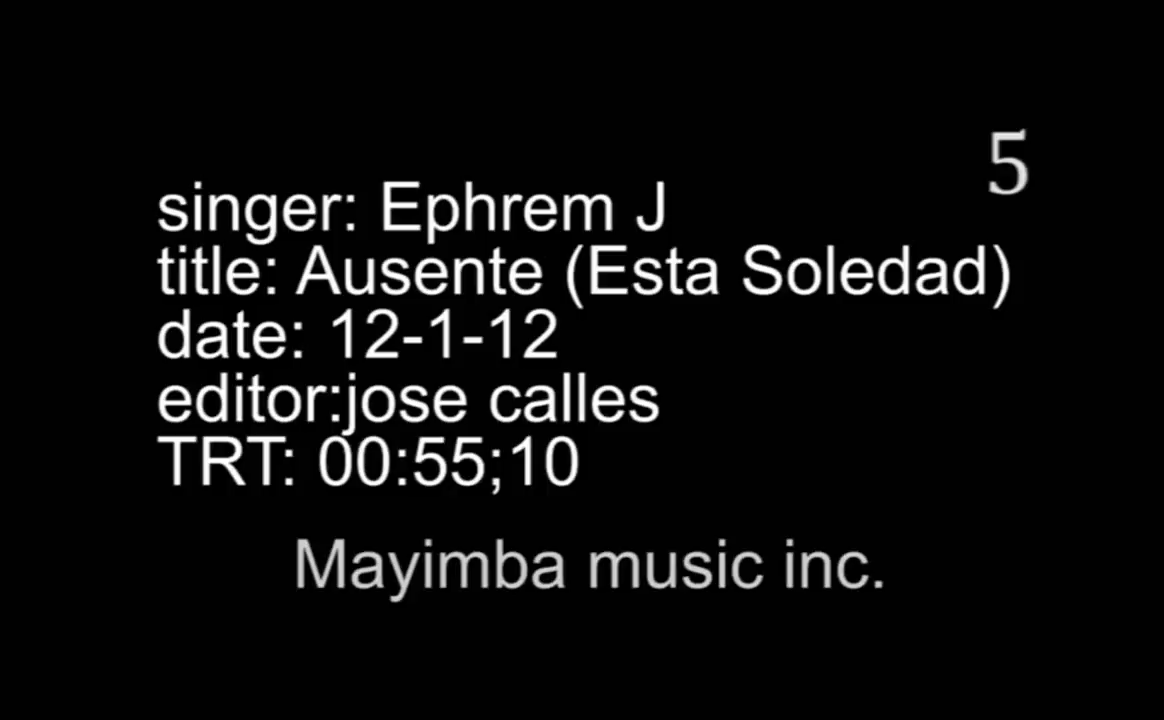 5
singer: Ephrem J
title: Ausente (Esta Soledad)
date: 12-1-12
editor:jose calles
TRT: 00:55;10
Mayimba music inc.